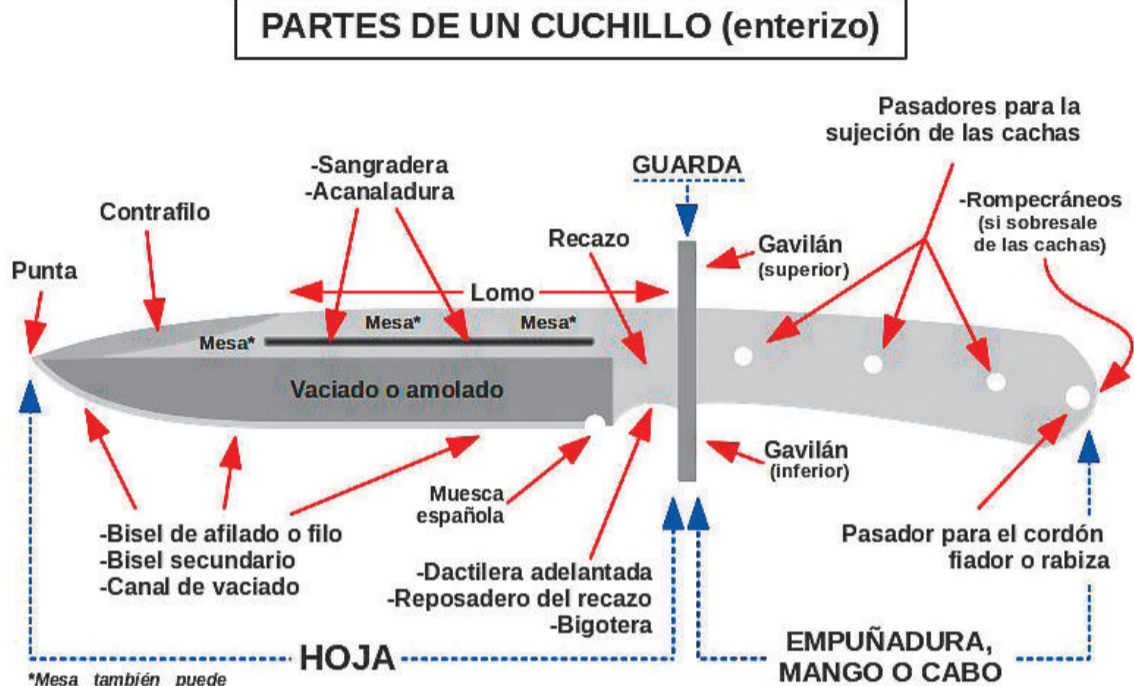 PARTES DE UN CUCHILLO (enterizo)
Pasadores para la
sujeción de las cachas
-Sangradera
-Acanaladura
GUARDA
-Rompecráneos
(si sobresale
de las cachas)
Contrafilo
Recazo
Gavilán
(superior)
Punta
Lomo
Mesa*
Mesa*
Mesa*
Vaciado o amolado
Gavilán
(inferior)
Muesca
española
-Bisel de afilado o filo
-Bisel secundario
-Canal de vaciado
Pasador para el cordón
fiador o rabiza
-Dactilera adelantada
-Reposadero del recazo
-Bigotera
HOJA
EMPUÑADURA,
MANGO O CABO
*Mesa también puede